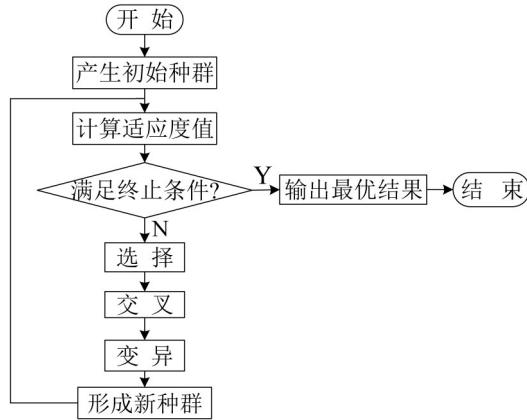 开 始
产生初始种群
计算适应度值
满足终止条件?
Y
输出最优结果
结 束
N
选 择
交 叉
变 异
形成新种群